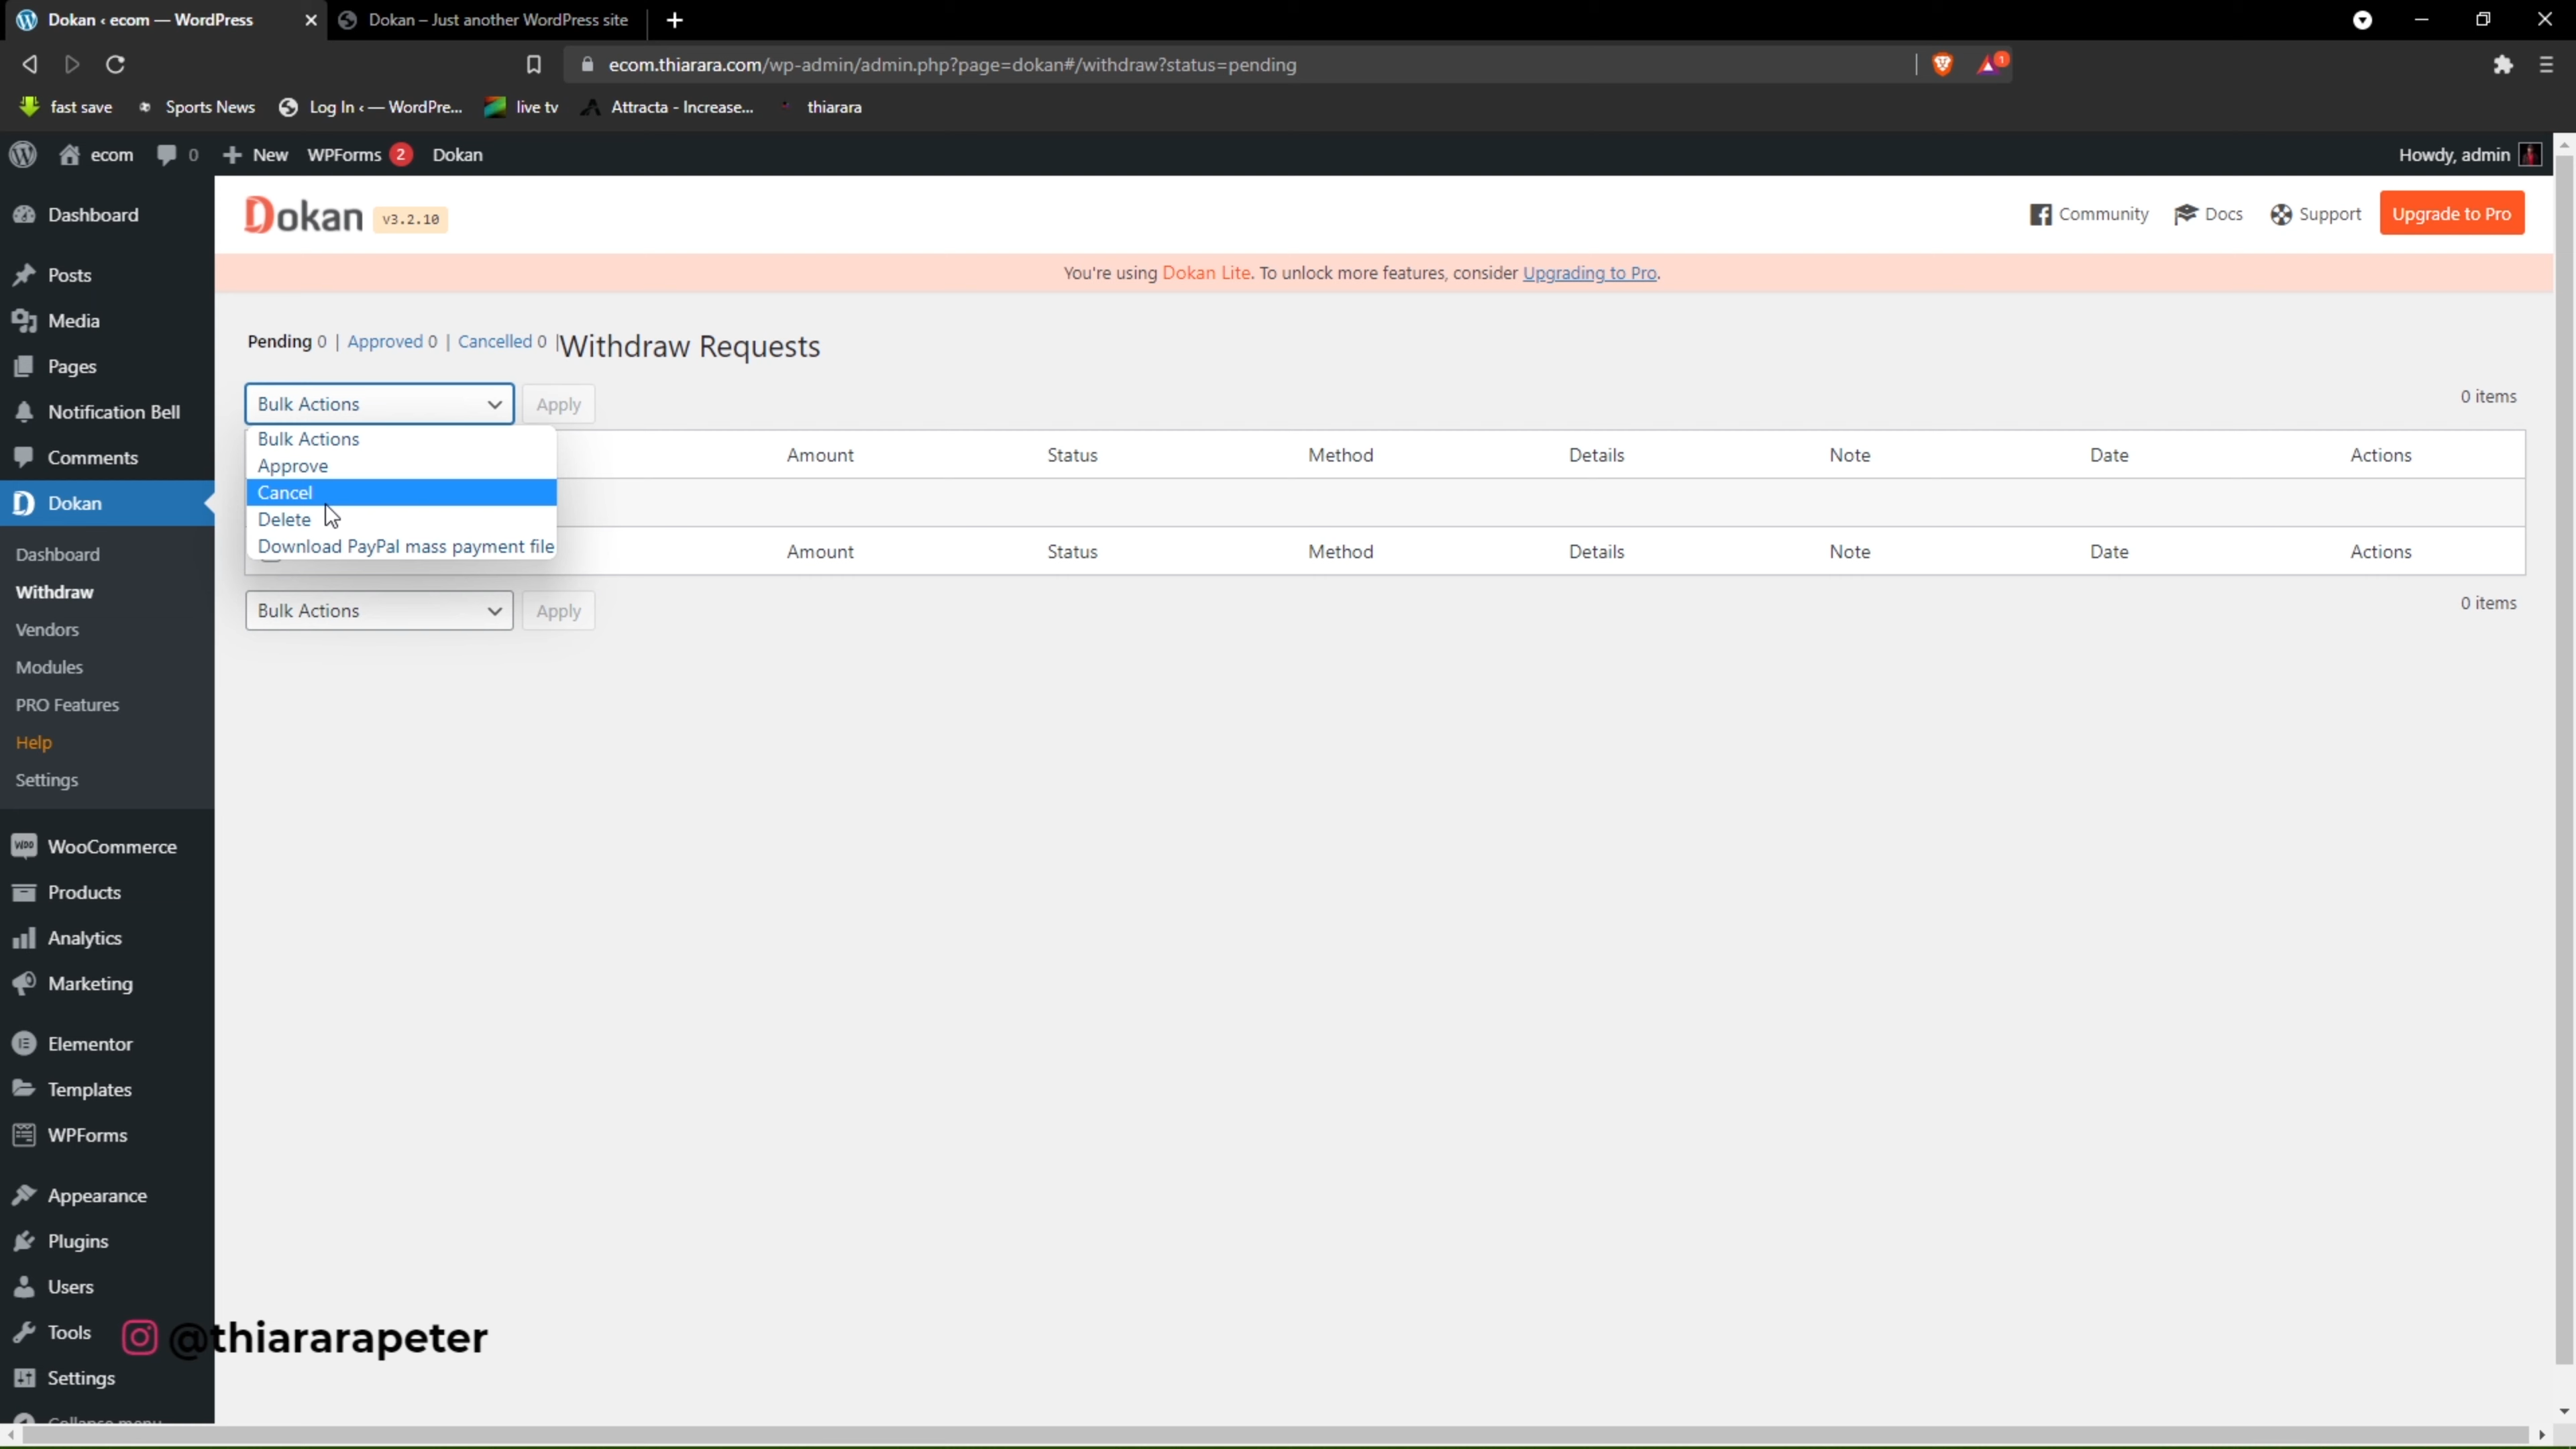 Dokan ‹ ecom — WordPress
Dokan – Just another WordPress site
ecom.thiarara.com/wp-admin/admin.php?page=dokan#/withdraw?status=pending
1
fast save
Sports News
Log In ‹ — WordPre...
live tv
Attracta - Increase...
thiarara
ecom
0
New
WPForms 2
Dokan
Howdy, admin
Dashboard
Posts
Media
Pages
Notification Bell
Comments
Dokan
Dashboard
Withdraw
Vendors
Modules
PRO Features
Help
Settings
WooCommerce
Products
Analytics
Marketing
Elementor
Templates
WPForms
Appearance
Plugins
Users
Tools
Settings
Collapse menu
Dokan v3.2.10
Community
Docs
Support
Upgrade to Pro
You're using Dokan Lite. To unlock more features, consider Upgrading to Pro.
Pending 0 | Approved 0 | Cancelled 0 |Withdraw Requests
Bulk Actions
Apply
0 items
Bulk Actions
Approve
Cancel
Delete
Download PayPal mass payment file
Amount Status Method Details Note Date Actions
Amount Status Method Details Note Date Actions
Bulk Actions
Apply
0 items
@thiararapeter